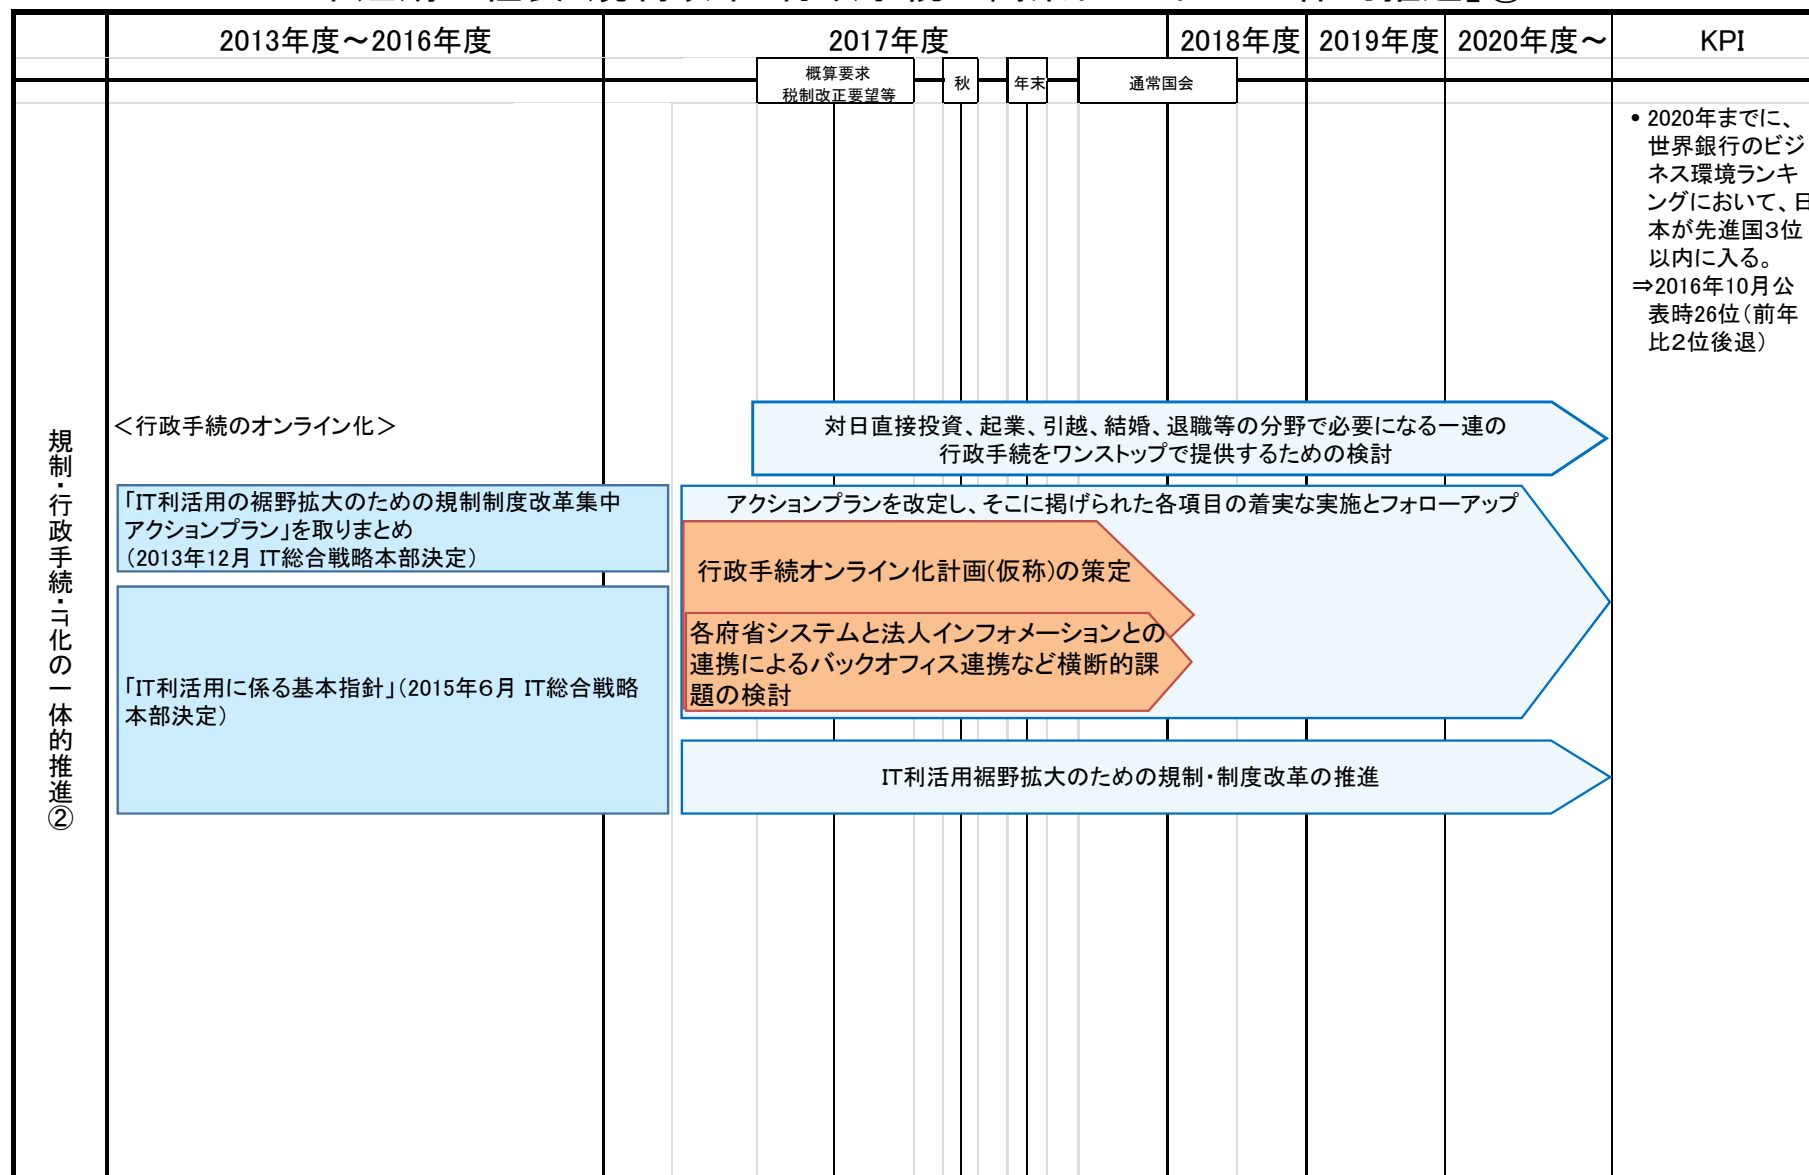 2013年度～2016年度
2017年度
2018年度
2019年度
2020年度～
KPI
概算要求
税制改正要望等
秋
年末
通常国会
• 2020年までに、
世界銀行のビジ
ネス環境ランキ
ングにおいて、日
本が先進国3位
以内に入る。
⇒2016年10月公
表時26位（前年
比2位後退）
規制・行政手続・IT化の一体的推進②
＜行政手続のオンライン化＞
対日直接投資、起業、引越、結婚、退職等の分野で必要になる一連の
行政手続をワンストップで提供するための検討
「IT利活用の裾野拡大のための規制制度改革集中
アクションプラン」を取りまとめ
（2013年12月 IT総合戦略本部決定）
アクションプランを改定し、そこに掲げられた各項目の着実な実施とフォローアップ
行政手続オンライン化計画(仮称)の策定
各府省システムと法人インフォメーションとの
連携によるバックオフィス連携など横断的課
題の検討
「IT利活用に係る基本指針」（2015年6月 IT総合戦略
本部決定）
IT利活用裾野拡大のための規制・制度改革の推進